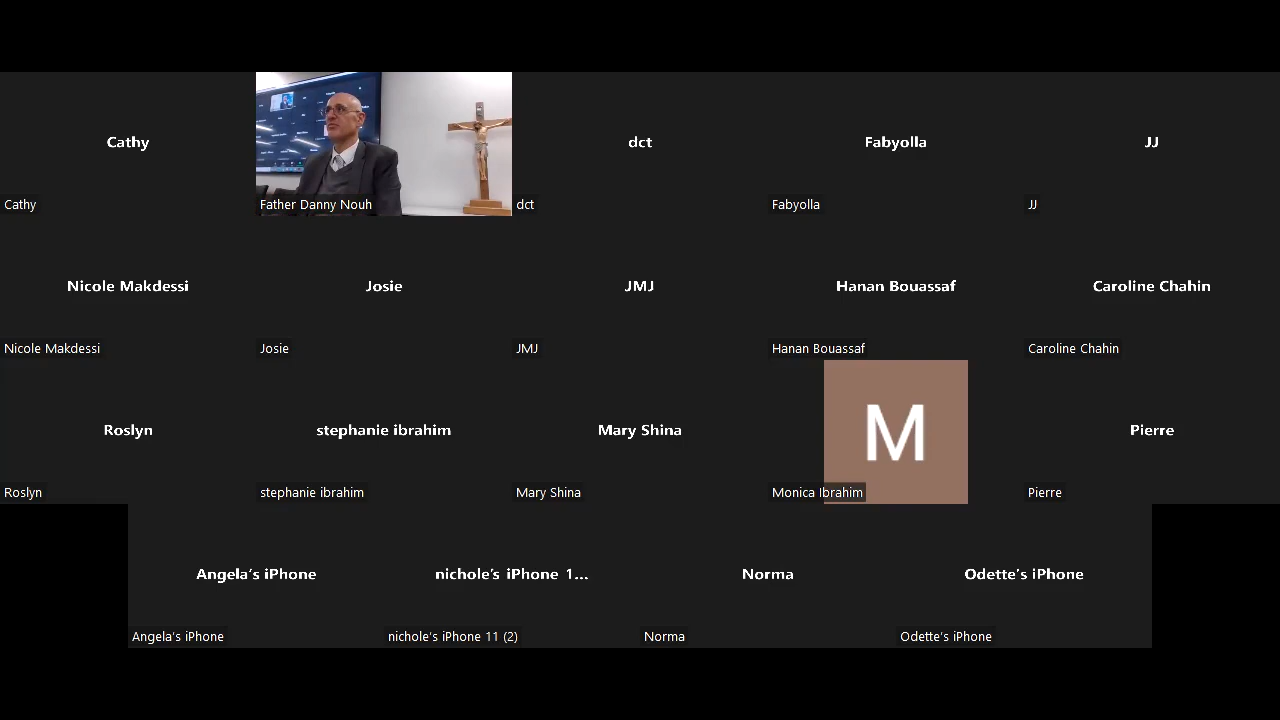 Cathy
dct
Fabyolla
JJ
Cathy
Father Danny Nouh
dct
Fabyolla
JJ
Nicole Makdessi
Josie
JMJ
Hanan Bouassaf
Caroline Chahin
Nicole Makdessi
Josie
JMJ
Hanan Bouassaf
Caroline Chahin
Roslyn
stephanie ibrahim
Mary Shina
M
Pierre
Roslyn
stephanie ibrahim
Mary Shina
Monica Ibrahim
Pierre
Angela's iPhone
nichole's iPhone 1...
Norma
Odette's iPhone
Angela's iPhone
nichole's iPhone 11 (2)
Norma
Odette's iPhone